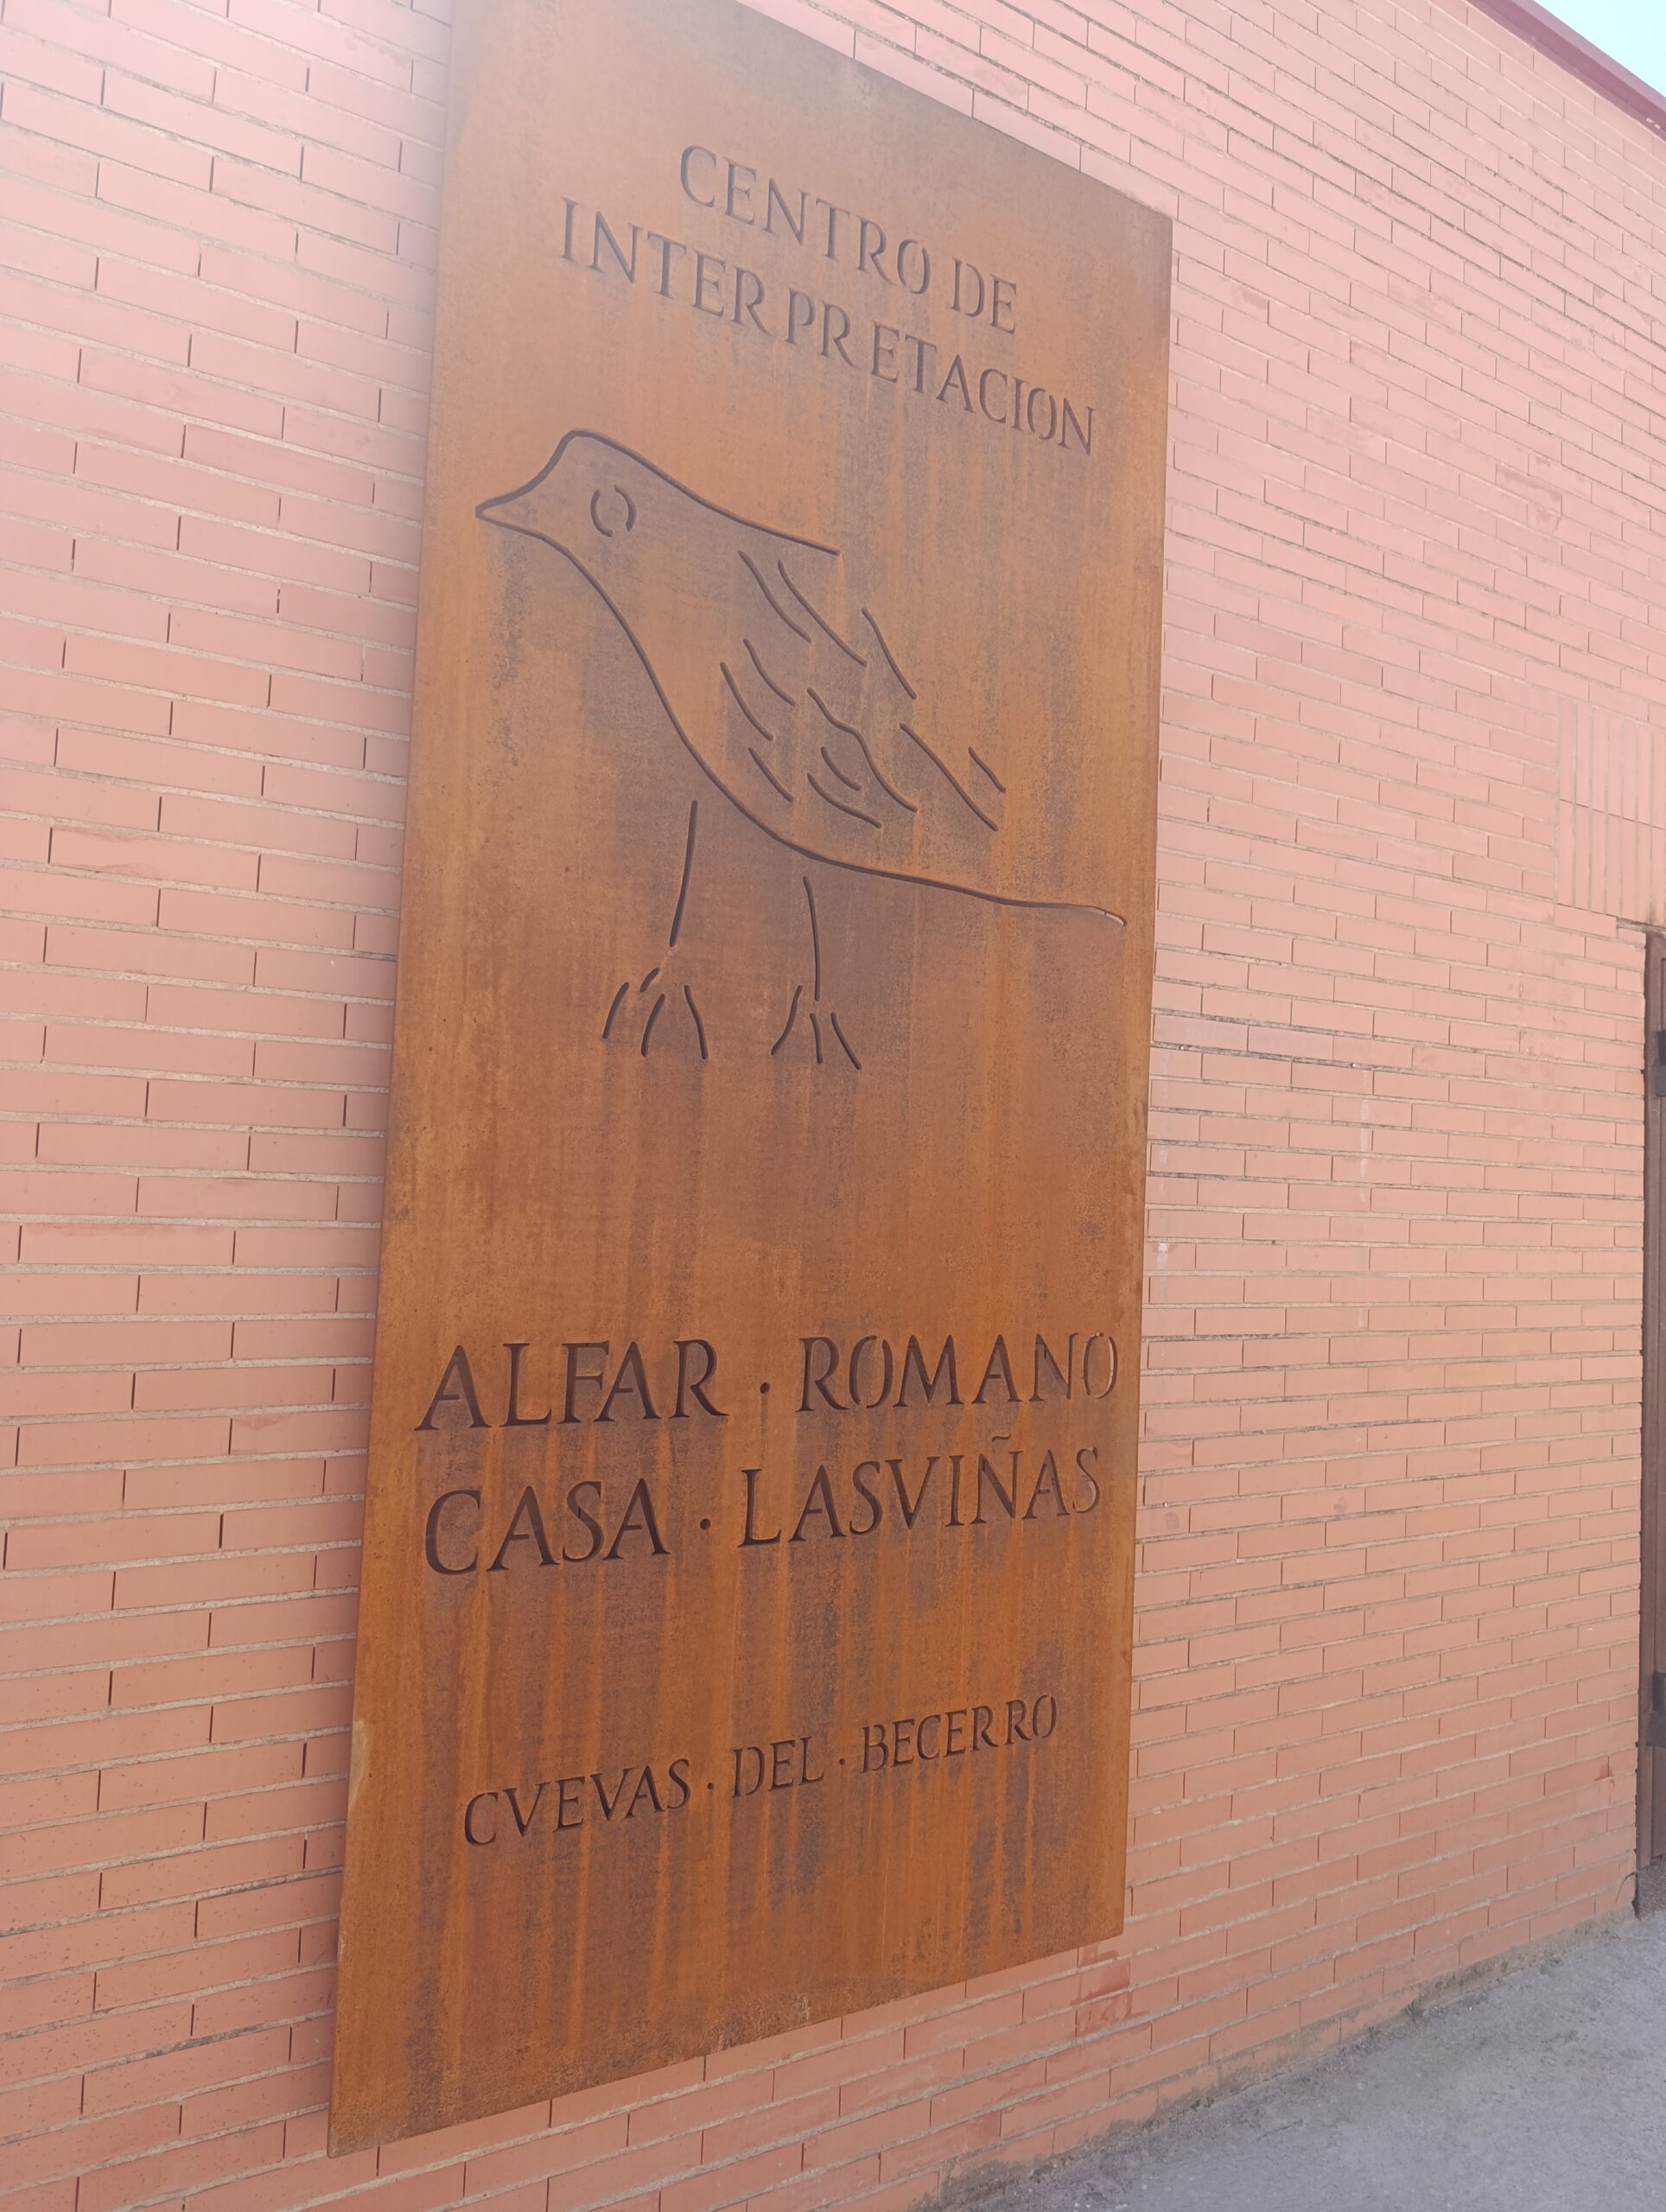 CENTRO DE
INTERPRETACION
ALFAR · ROMANO
CASA · LASVIÑAS
CVEVAS · DEL · BECERRO